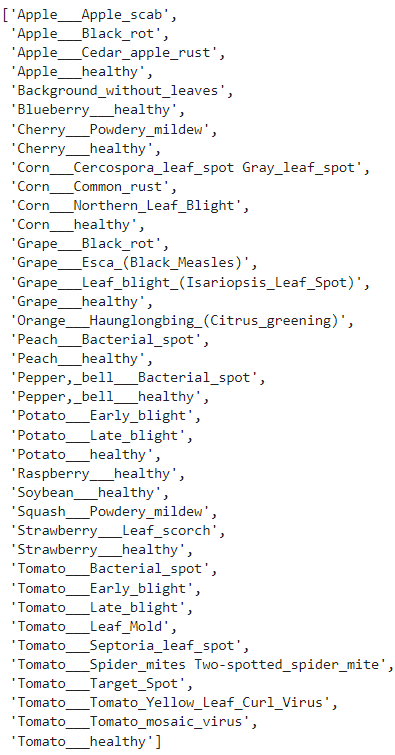 ['Apple___Apple_scab',
'Apple___Black_rot',
'Apple___Cedar_apple_rust',
'Apple___healthy',
'Background_without_leaves',
'Blueberry___healthy',
'Cherry___Powdery_mildew',
'Cherry___healthy',
'Corn___Cercospora_leaf_spot Gray_leaf_spot',
'Corn___Common_rust',
'Corn___Northern_Leaf_Blight',
'Corn___healthy',
'Grape___Black_rot',
'Grape___Esca_(Black_Measles)',
'Grape___Leaf_blight_(Isariopsis_Leaf_Spot)',
'Grape___healthy',
'Orange___Haunglongbing_(Citrus_greening)',
'Peach___Bacterial_spot',
'Peach___healthy',
'Pepper,_bell___Bacterial_spot',
'Pepper,_bell___healthy',
'Potato___Early_blight',
'Potato___Late_blight',
'Potato___healthy',
'Raspberry___healthy',
'Soybean___healthy',
'Squash___Powdery_mildew',
'Strawberry___Leaf_scorch',
'Strawberry___healthy',
'Tomato___Bacterial_spot',
'Tomato___Early_blight',
'Tomato___Late_blight',
'Tomato___Leaf_Mold',
'Tomato___Septoria_leaf_spot',
'Tomato___Spider_mites Two-spotted_spider_mite',
'Tomato___Target_Spot',
'Tomato___Tomato_Yellow_Leaf_Curl_Virus',
'Tomato___Tomato_mosaic_virus',
'Tomato___healthy']